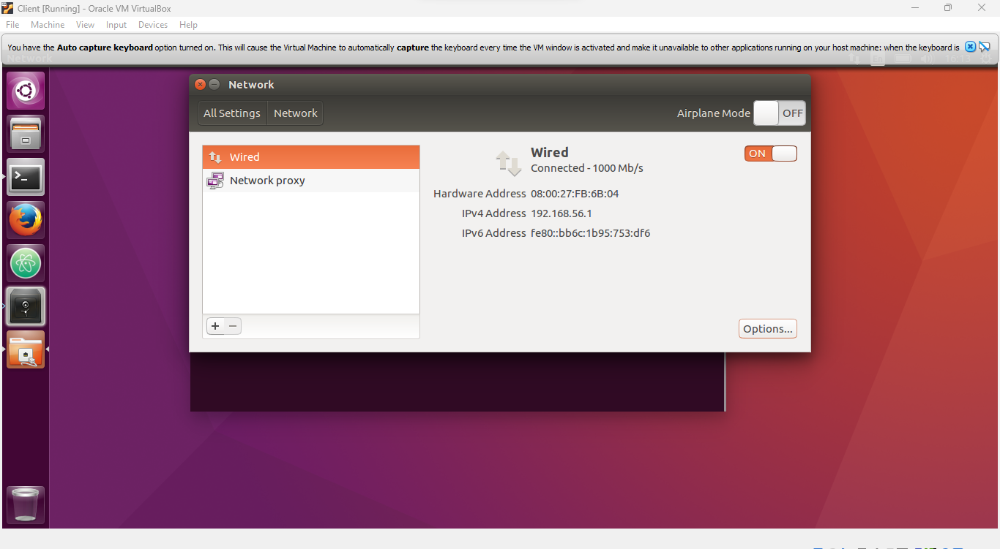 Client [Running] - Oracle VM VirtualBox
File Machine View Input Devices Help
You have the Auto capture keyboard option turned on. This will cause the Virtual Machine to automatically capture the keyboard every time the VM window is activated and make it unavailable to other applications running on your host machine: when the keyboard is
Network
En
Network
All Settings Network
Airplane Mode OFF
Wired
Network proxy
Wired
ON
Connected - 1000 Mb/s
Hardware Address 08:00:27:FB:6B:04
IPv4 Address 192.168.56.1
IPv6 Address fe80::bb6c:1b95:753:df6
+ −
Options...